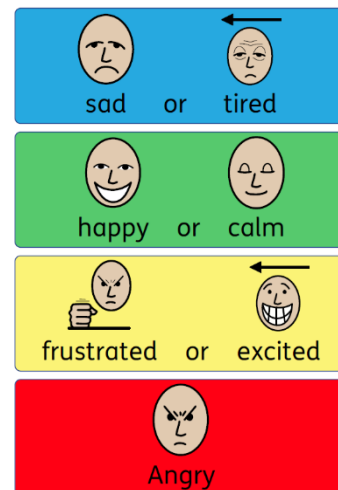 sad or tired
happy or calm
frustrated or excited
Angry